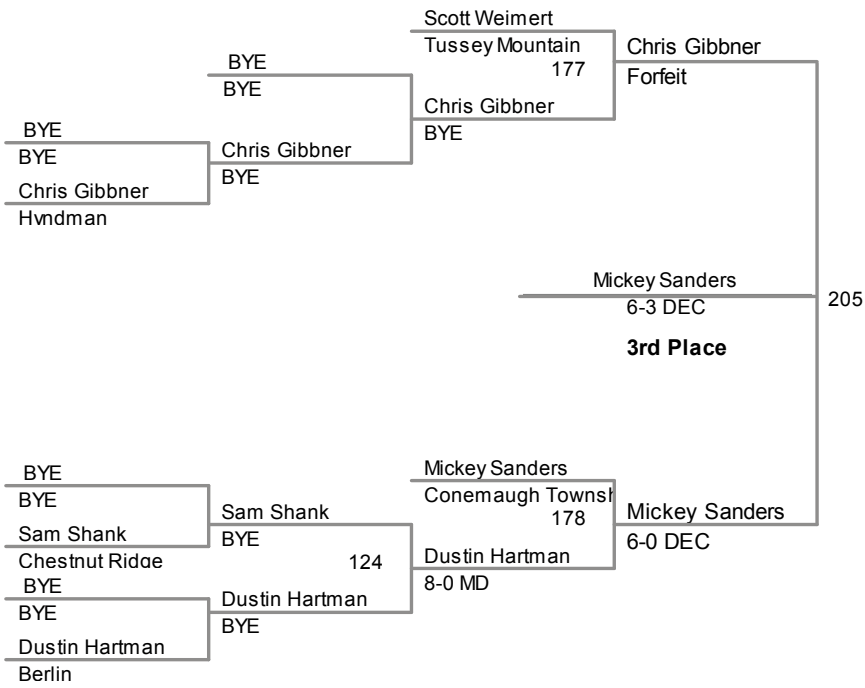 Scott Weimert
Tussey Mountain
177
Chris Gibbner
Forfeit
BYE
BYE
Chris Gibbner
BYE
BYE
BYE
Chris Gibbner
BYE
Chris Gibbner
Hyndman
Mickey Sanders
6-3 DEC
205
3rd Place
BYE
BYE
Mickey Sanders
Conemaugh Townsh
178
Mickey Sanders
6-0 DEC
Sam Shank
BYE
Sam Shank
Chestnut Ridge
124
Dustin Hartman
8-0 MD
BYE
BYE
Dustin Hartman
BYE
Dustin Hartman
Berlin